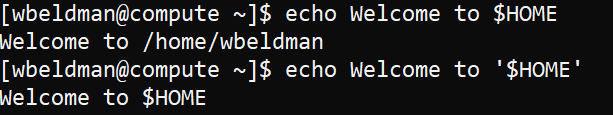 [wbeldman@compute ~]$ echo Welcome to $HOME
Welcome to /home/wbeldman
[wbeldman@compute ~]$ echo Welcome to '$HOME'
Welcome to $HOME